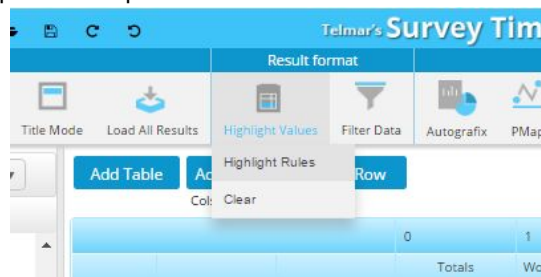 Telmar's Survey Tim
Result format
Title Mode Load All Results Highlight Values Filter Data Autografix PMap
Add Table Ac Row
Highlight Rules
Col
Clear
0 1
Totals Wo